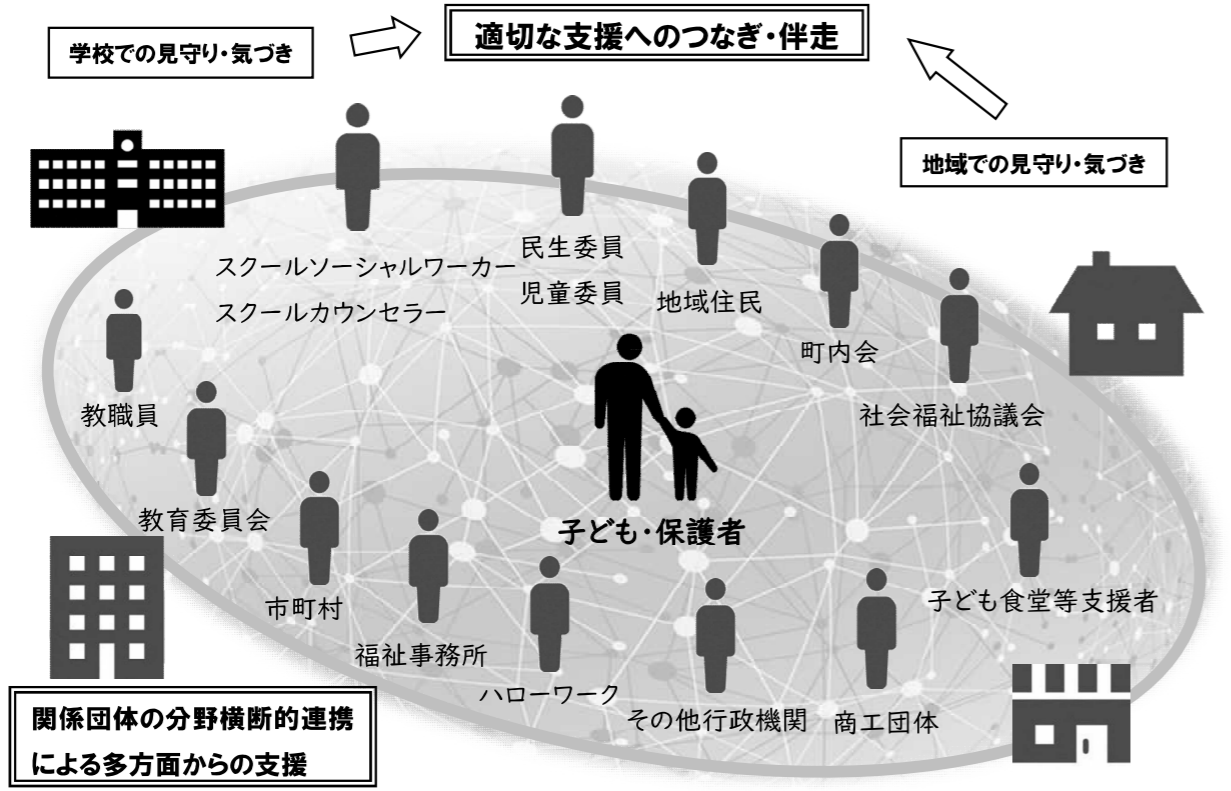 学校での見守り・気づき
適切な支援へのつなぎ・伴走
地域での見守り・気づき
スクールソーシャルワーカー
スクールカウンセラー
民生委員
児童委員
地域住民
町内会
社会福祉協議会
教職員
教育委員会
子ども・保護者
市町村
福祉事務所
ハローワーク
その他行政機関
商工団体
子ども食堂等支援者
関係団体の分野横断的連携
による多方面からの支援